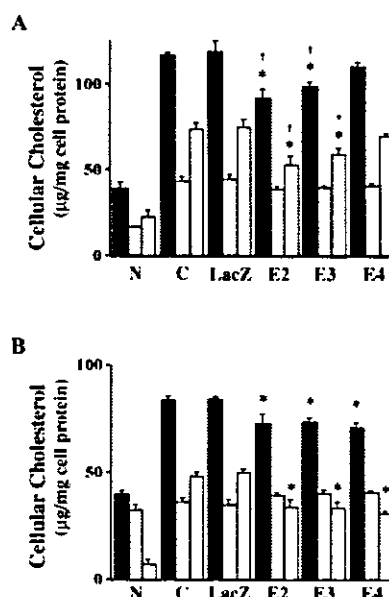 A
Cellular Cholesterol
(µg/mg cell protein)
100
50
0
† † 
* † * †
* *
N C LacZ E2 E3 E4
B
Cellular Cholesterol
(µg/mg cell protein)
100
50
0
* * *
* * *
N C LacZ E2 E3 E4